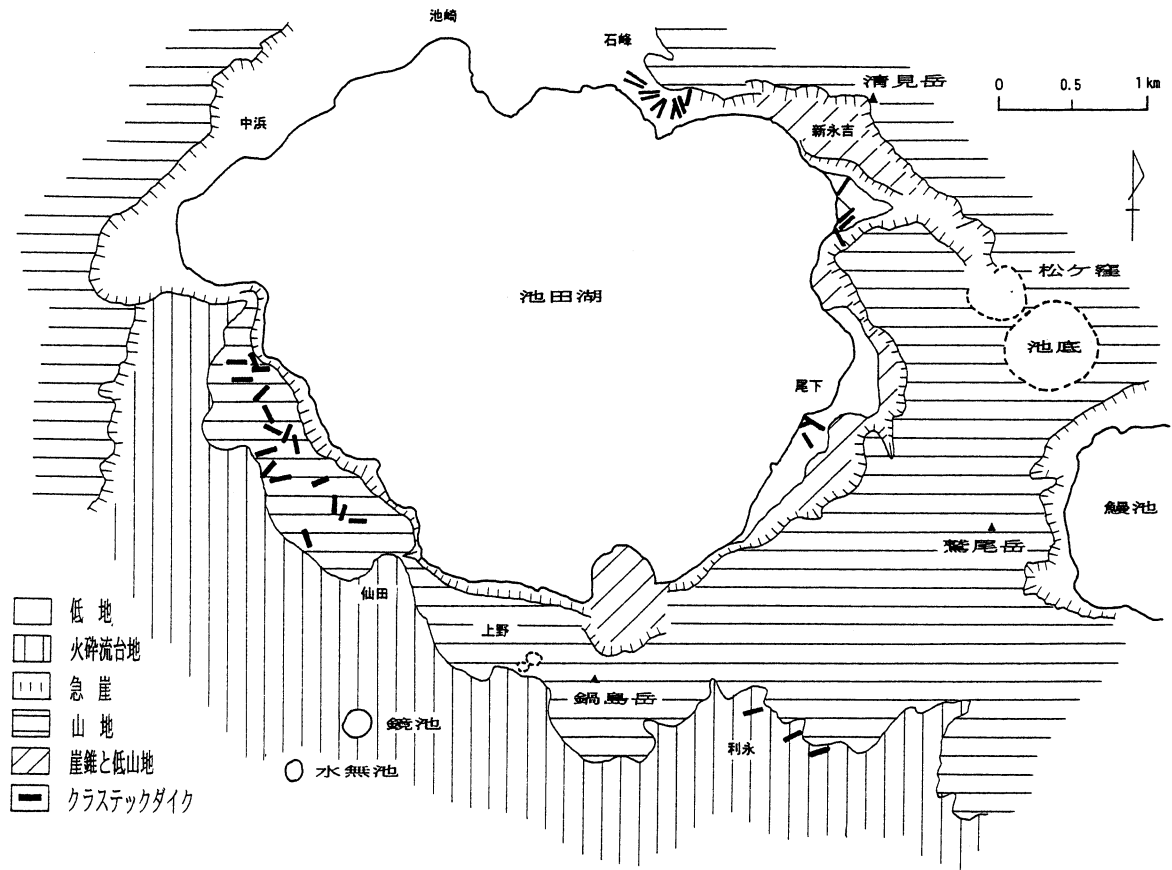 池崎
石峰
清見岳
0 0.5 1km
中浜
新永吉
松ケ窪
池田湖
池底
尾下
鰻池
鷲尾岳
仙田
上野
鍋島岳
鏡池
利永
水無池
低地
火砕流台地
急崖
山地
崖錐と低山地
クラステックダイク